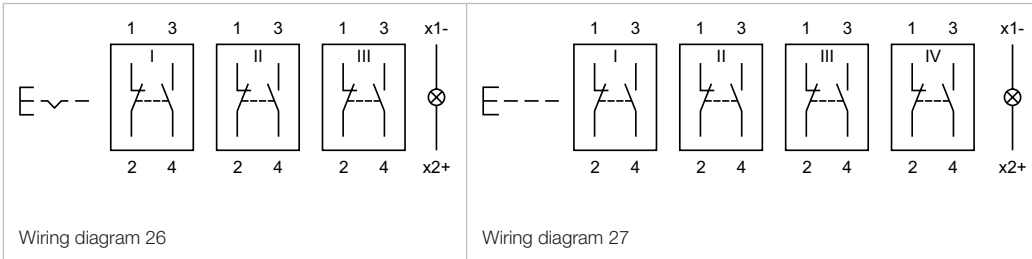 1 3 1 3 1 3 x1-
I II III
2 4 2 4 2 4 x2+
Wiring diagram 26
1 3 1 3 1 3 1 3 x1-
I II III IV
2 4 2 4 2 4 2 4 x2+
Wiring diagram 27